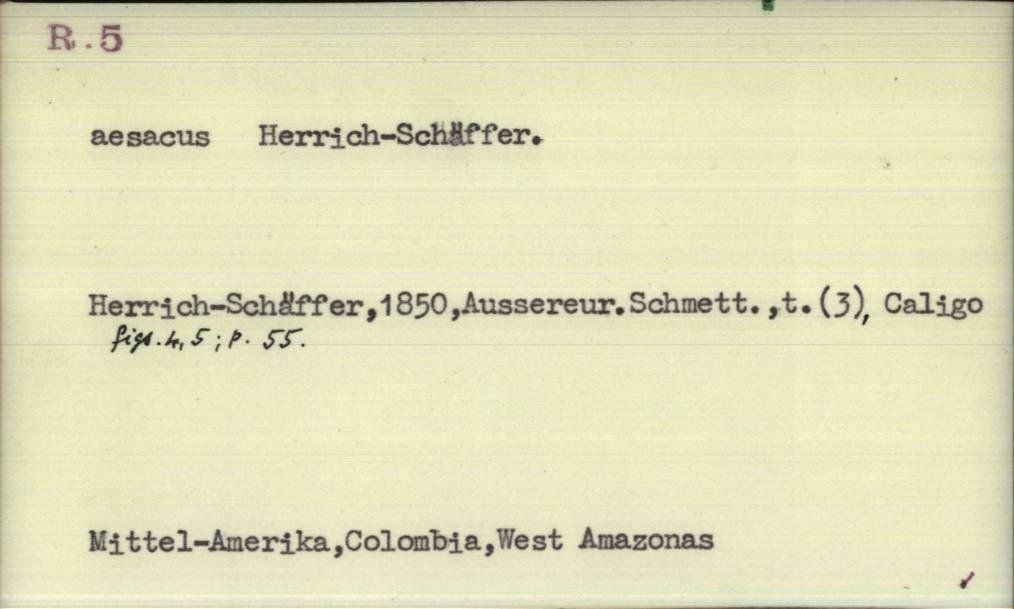 R.5
aesacus Herrich-Schäffer.
Herrich-Schäffer,1850,Aussereur.Schmett.,t.(3), Caligo
figs. 4, 5; p. 55.
Mittel-Amerika,Colombia,West Amazonas